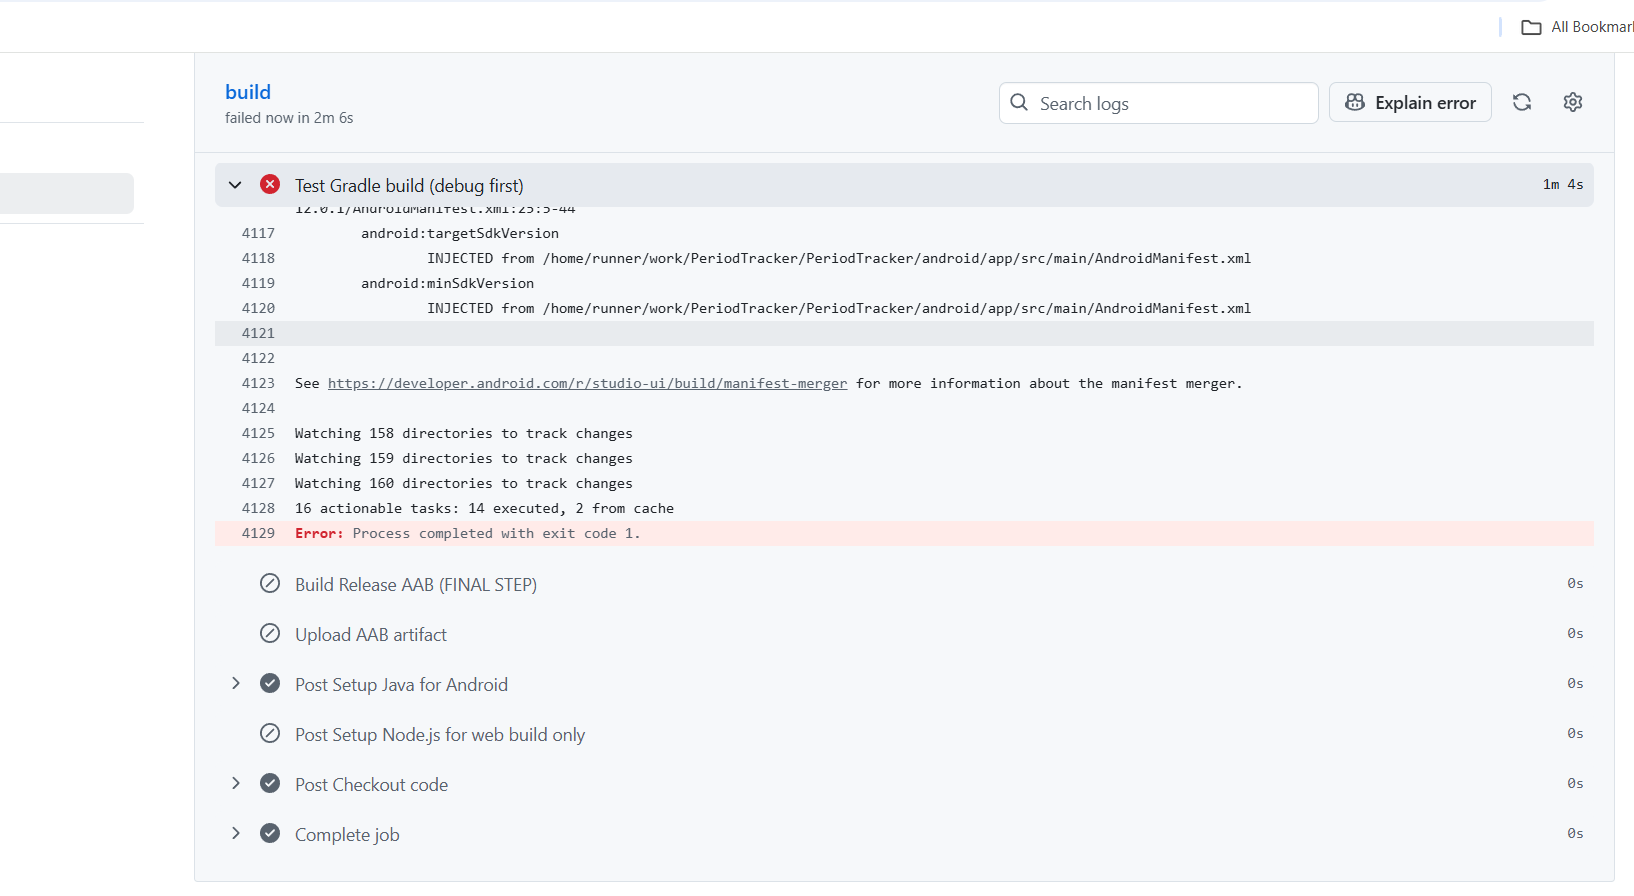 All Bookmar
build
failed now in 2m 6s
Search logs
Explain error
Test Gradle build (debug first)
1m 4s
12.0.1/AndroidManifest.xml:25:5-44
4117 android:targetSdkVersion
4118 INJECTED from /home/runner/work/PeriodTracker/PeriodTracker/android/app/src/main/AndroidManifest.xml
4119 android:minSdkVersion
4120 INJECTED from /home/runner/work/PeriodTracker/PeriodTracker/android/app/src/main/AndroidManifest.xml
4121
4122
4123 See https://developer.android.com/r/studio-ui/build/manifest-merger for more information about the manifest merger.
4124
4125 Watching 158 directories to track changes
4126 Watching 159 directories to track changes
4127 Watching 160 directories to track changes
4128 16 actionable tasks: 14 executed, 2 from cache
4129 Error: Process completed with exit code 1.
Build Release AAB (FINAL STEP) 0s
Upload AAB artifact 0s
Post Setup Java for Android 0s
Post Setup Node.js for web build only 0s
Post Checkout code 0s
Complete job 0s